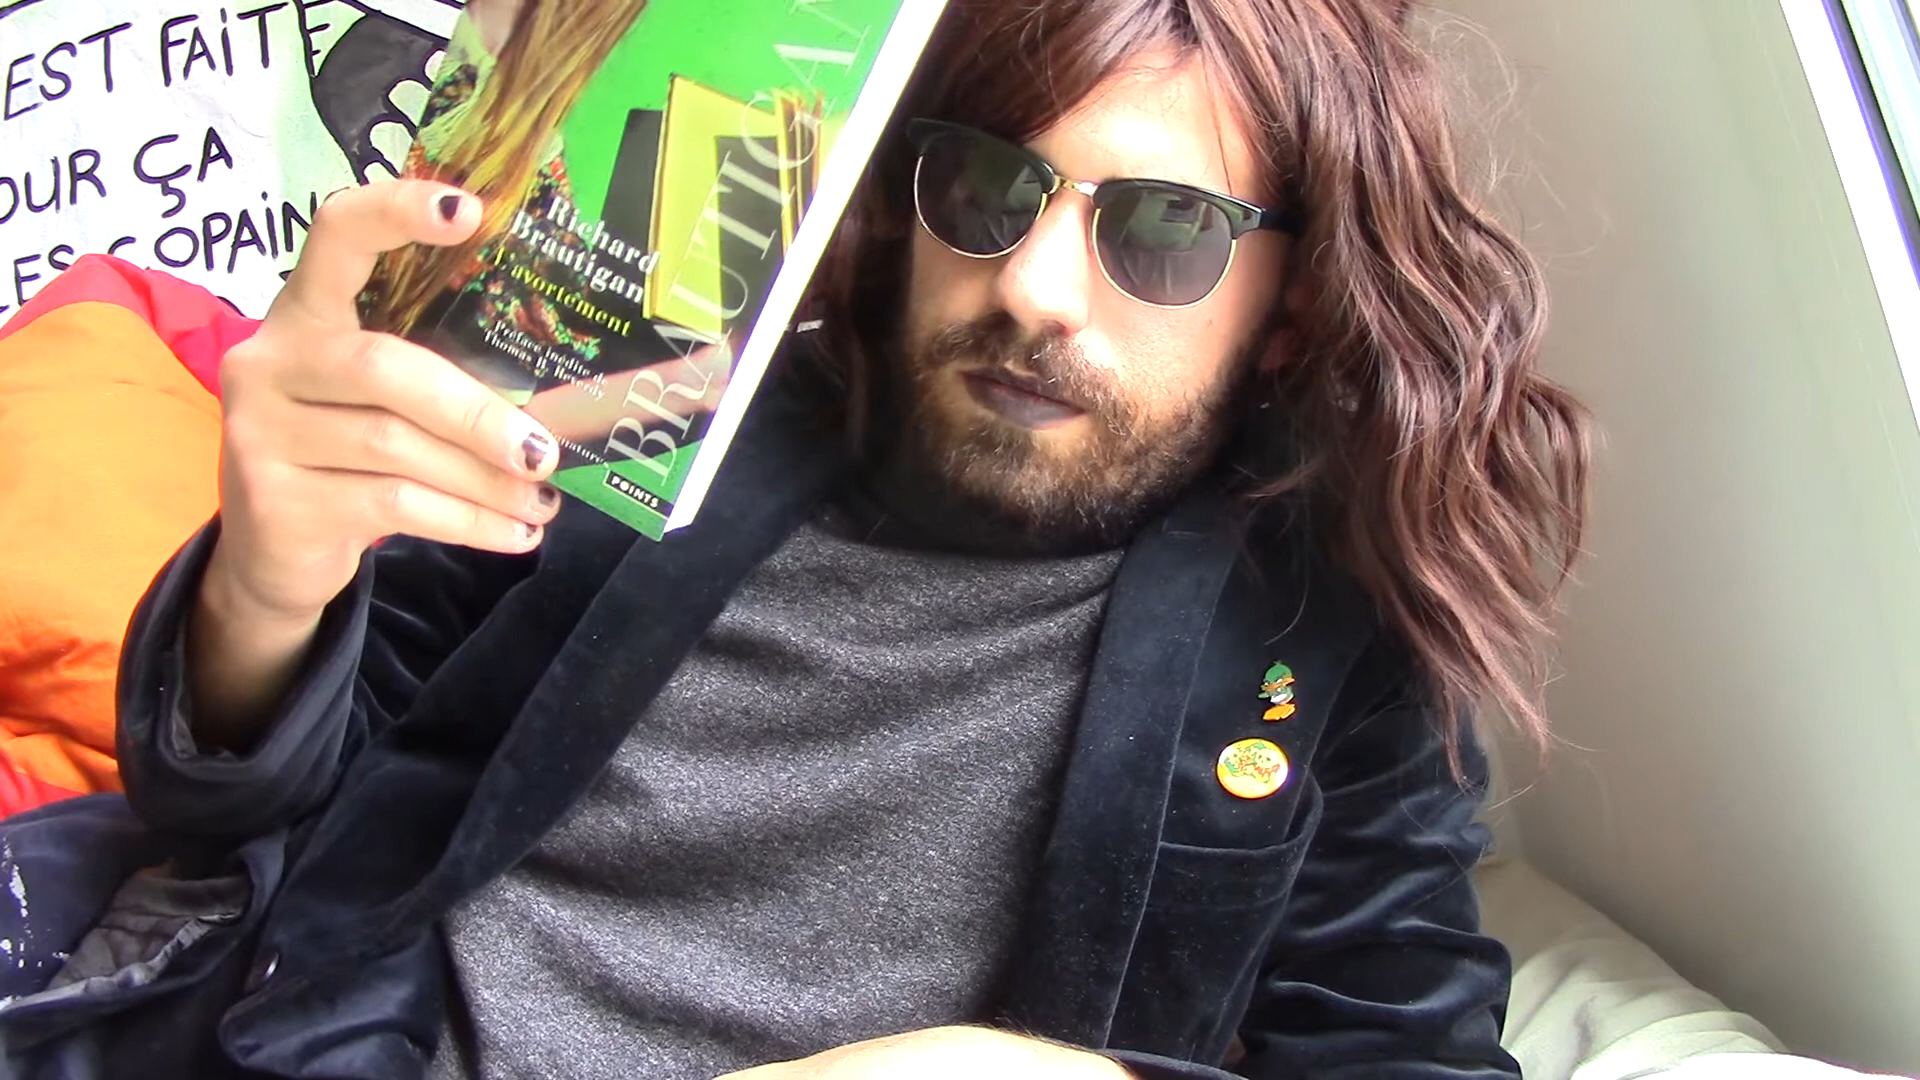 EST FAITE
OUR ÇA
LES COPAIN
Richard
Brautigan
L'avortement
Préface inédite de
Thomas B. Reverdy
BRAUTIGAN
POINTS